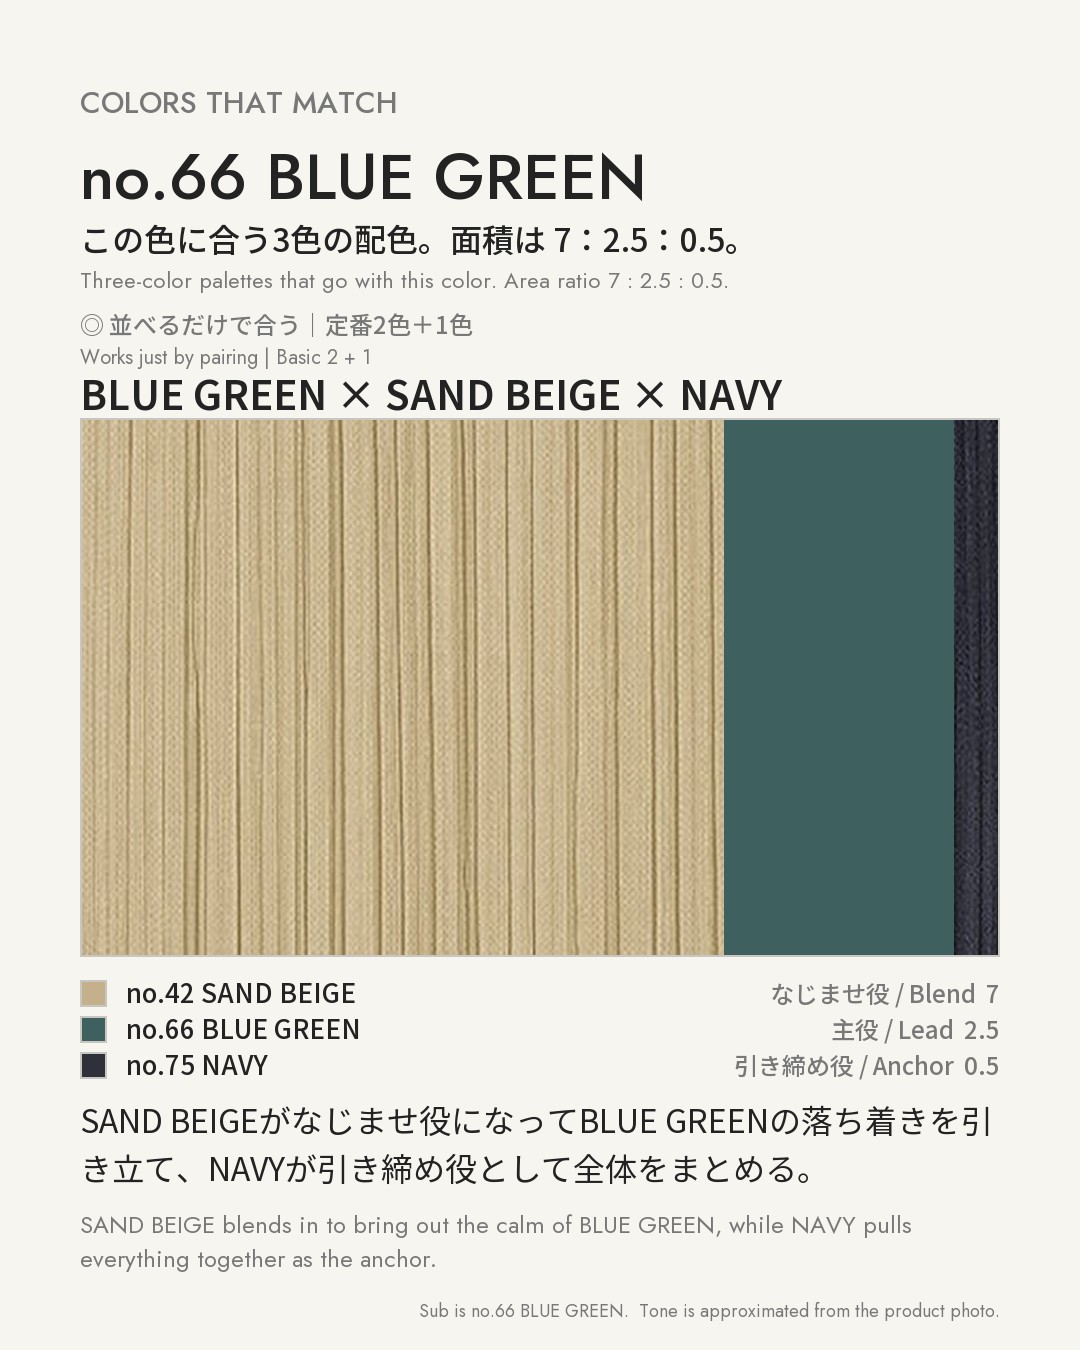 COLORS THAT MATCH
no.66 BLUE GREEN
この色に合う3色の配色。面積は 7：2.5：0.5。
Three-color palettes that go with this color. Area ratio 7 : 2.5 : 0.5.
◎ 並べるだけで合う｜定番2色＋1色
Works just by pairing | Basic 2 + 1
BLUE GREEN × SAND BEIGE × NAVY
no.42 SAND BEIGE なじませ役 / Blend 7
no.66 BLUE GREEN 主役 / Lead 2.5
no.75 NAVY 引き締め役 / Anchor 0.5
SAND BEIGEがなじませ役になってBLUE GREENの落ち着きを引
き立て、NAVYが引き締め役として全体をまとめる。
SAND BEIGE blends in to bring out the calm of BLUE GREEN, while NAVY pulls
everything together as the anchor.
Sub is no.66 BLUE GREEN. Tone is approximated from the product photo.